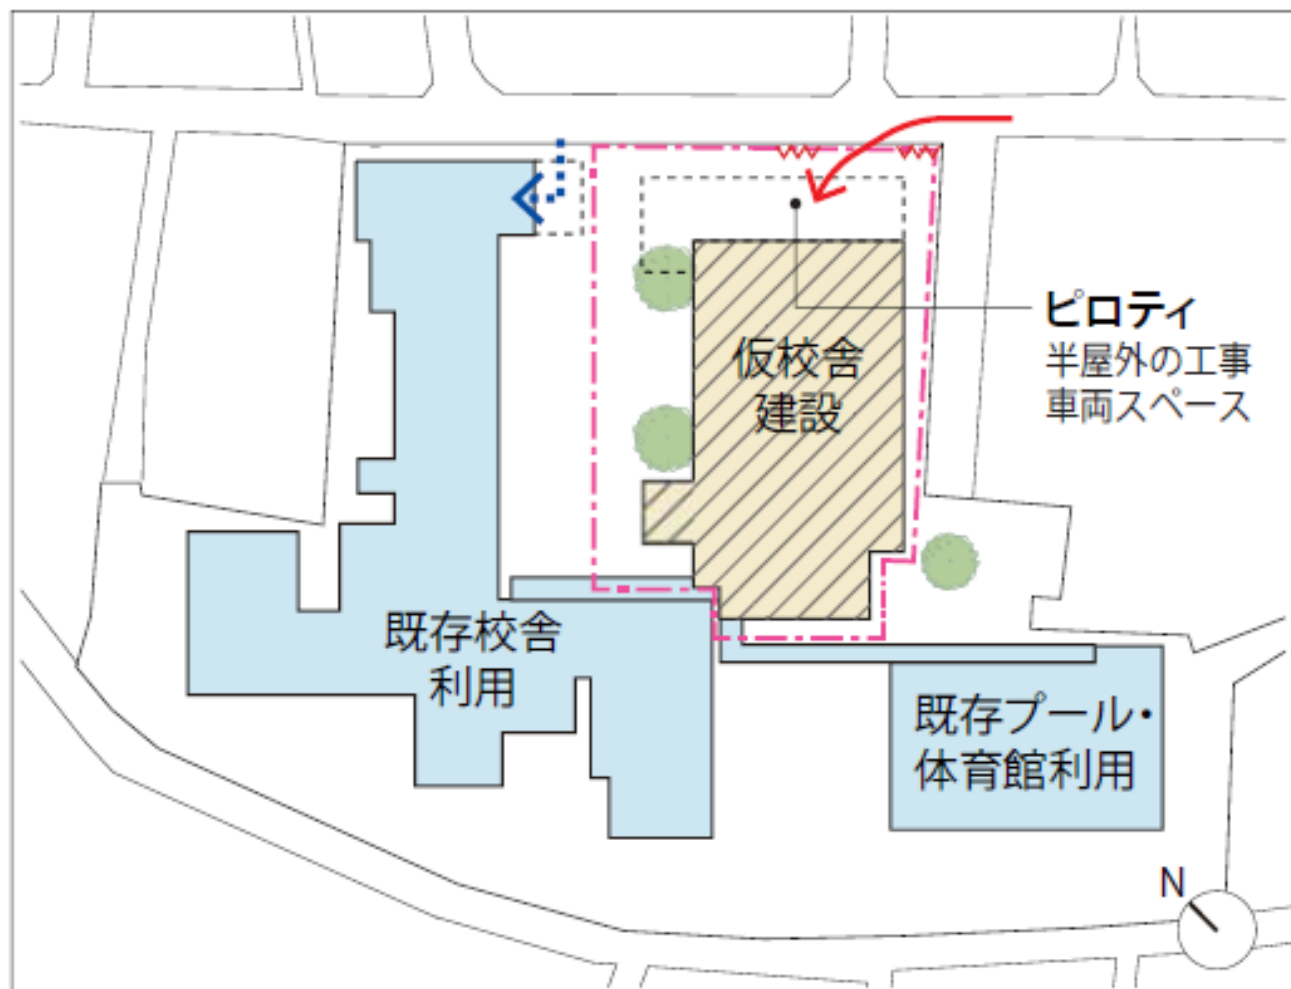 ピロティ
半屋外の工事
車両スペース
仮校舎
建設
既存校舎
利用
既存プール・
体育館利用
N